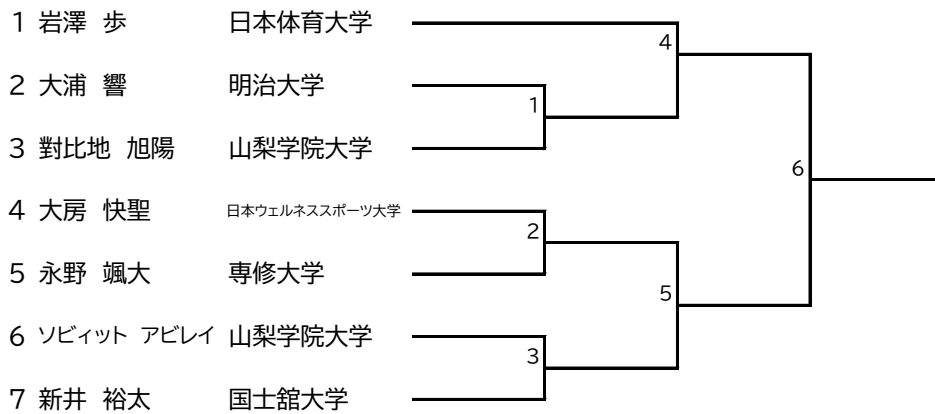 1 岩澤 歩 日本体育大学
4
2 大浦 響 明治大学
1
3 對比地 旭陽 山梨学院大学
6
4 大房 快聖 日本ウェルネススポーツ大学
2
5 永野 颯大 専修大学
5
6 ソビィット アビレイ 山梨学院大学
3
7 新井 裕太 国士舘大学